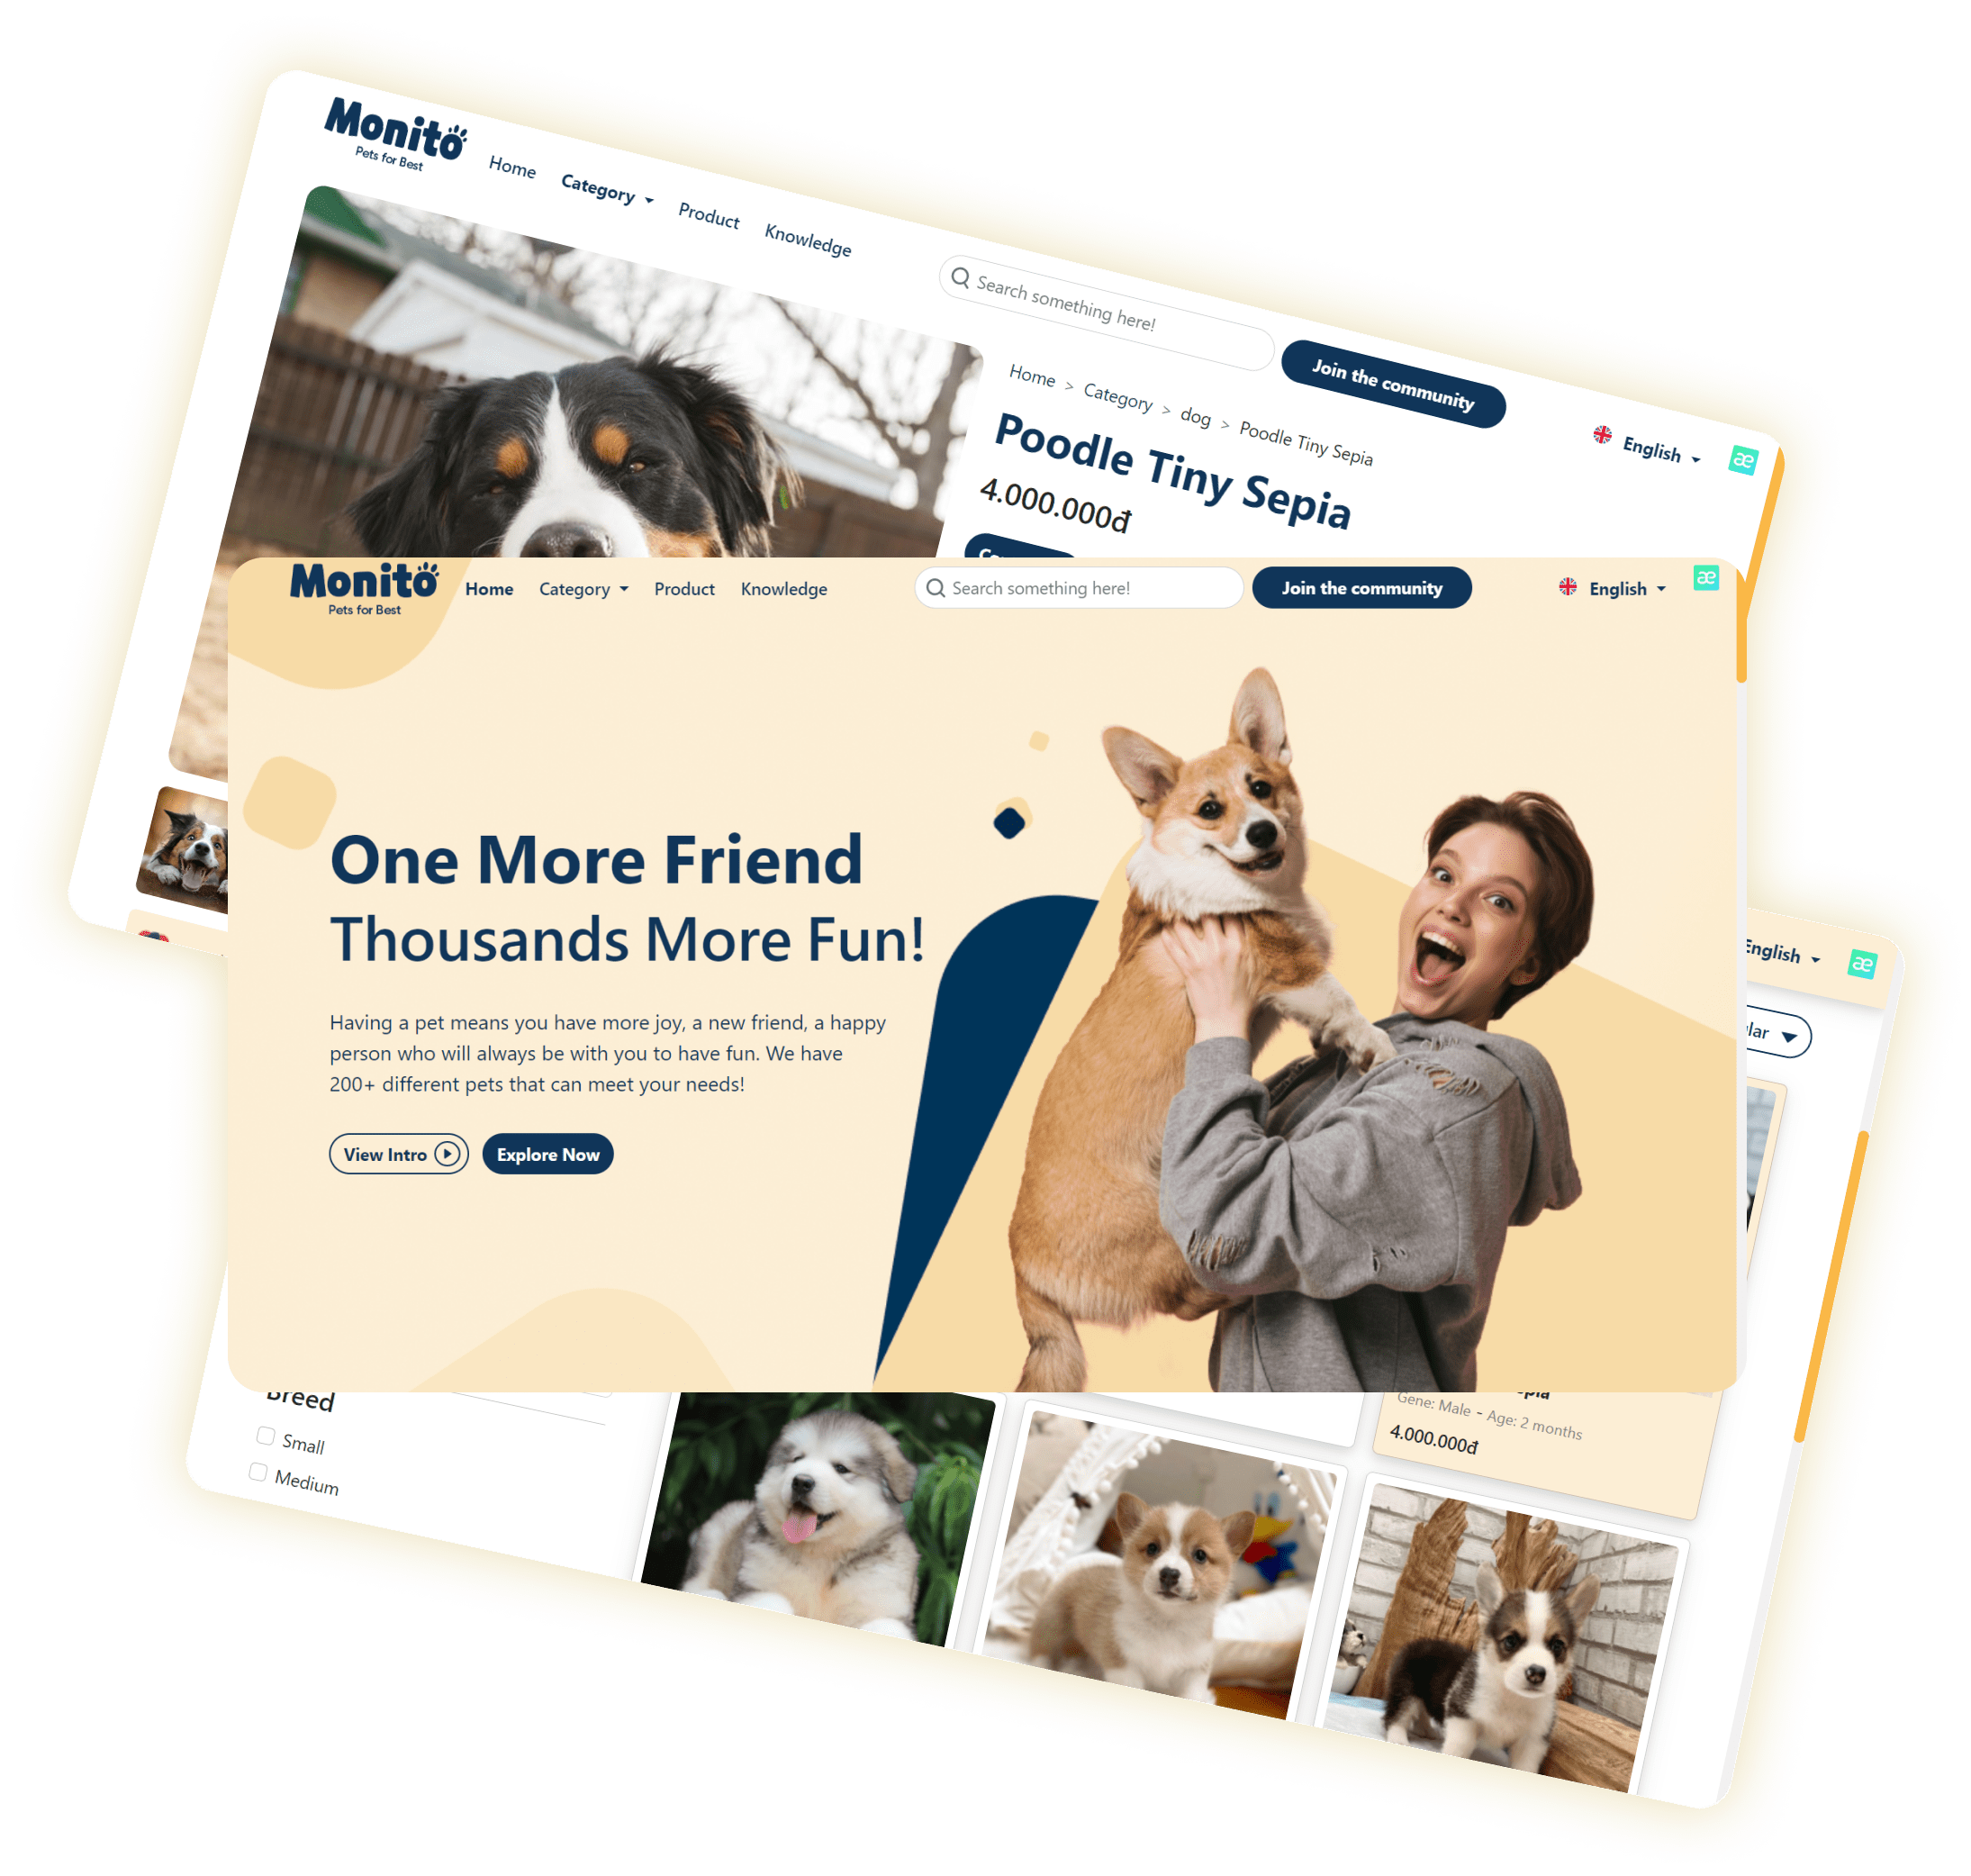 Monito
Pets for Best
Home
Category
Product
Knowledge
Search something here!
Join the community
English
æ
Home > Category > dog > Poodle Tiny Sepia
Poodle Tiny Sepia
4.000.000đ
Monito
Pets for Best
Home
Category
Product
Knowledge
Search something here!
Join the community
English
æ
One More Friend
Thousands More Fun!
Having a pet means you have more joy, a new friend, a happy
person who will always be with you to have fun. We have
200+ different pets that can meet your needs!
View Intro
Explore Now
English
æ
Breed
Small
Medium
Gene: Male - Age: 2 months
4.000.000đ